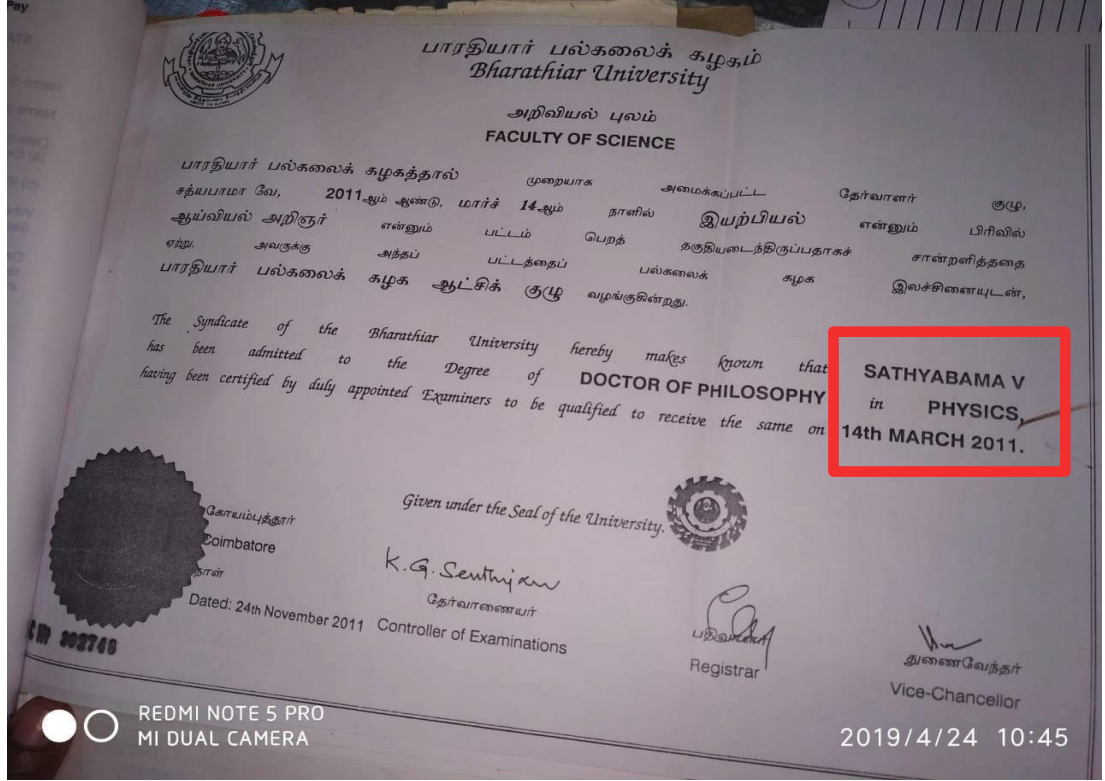 Pay
பாரதியார் பல்கலைக் கழகம்
Bharathiar University
அறிவியல் புலம்
FACULTY OF SCIENCE
பாரதியார் பல்கலைக் கழகத்தால் முறையாக அமைக்கப்பட்ட தேர்வாளர் குழு,
சத்யபாமா வே, 2011ஆம் ஆண்டு, மார்ச் 14ஆம் நாளில் இயற்பியல் என்னும் பிரிவில்
ஆய்வியல் அறிஞர் என்னும் பட்டம் பெறத் தகுதியடைந்திருப்பதாகச் சான்றளித்ததை
ஏற்று, அவருக்கு அந்தப் பட்டத்தைப் பல்கலைக் கழக இலச்சினையுடன்,
பாரதியார் பல்கலைக் கழக ஆட்சிக் குழு வழங்குகின்றது.
The Syndicate of the Bharathiar University hereby makes known that SATHYABAMA V
has been admitted to the Degree of DOCTOR OF PHILOSOPHY in PHYSICS,
having been certified by duly appointed Examiners to be qualified to receive the same on 14th MARCH 2011.
Given under the Seal of the University.
கோயம்புத்தூர்
Coimbatore
நாள்
Dated: 24th November 2011
K. G. Senthi
தேர்வாணையர்
Controller of Examinations
பதிவாளர்
Registrar
துணைவேந்தர்
Vice-Chancellor
302748
REDMI NOTE 5 PRO
MI DUAL CAMERA
2019/4/24 10:45